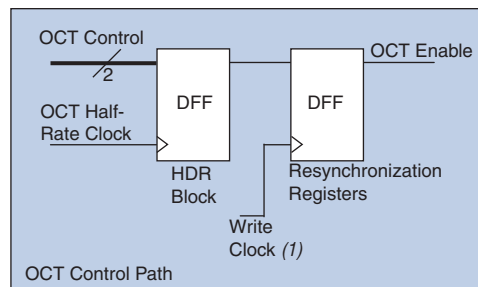 OCT Control
2
OCT Enable
DFF
DFF
OCT Half-
Rate Clock
HDR
Block
Resynchronization
Registers
Write
Clock (1)
OCT Control Path